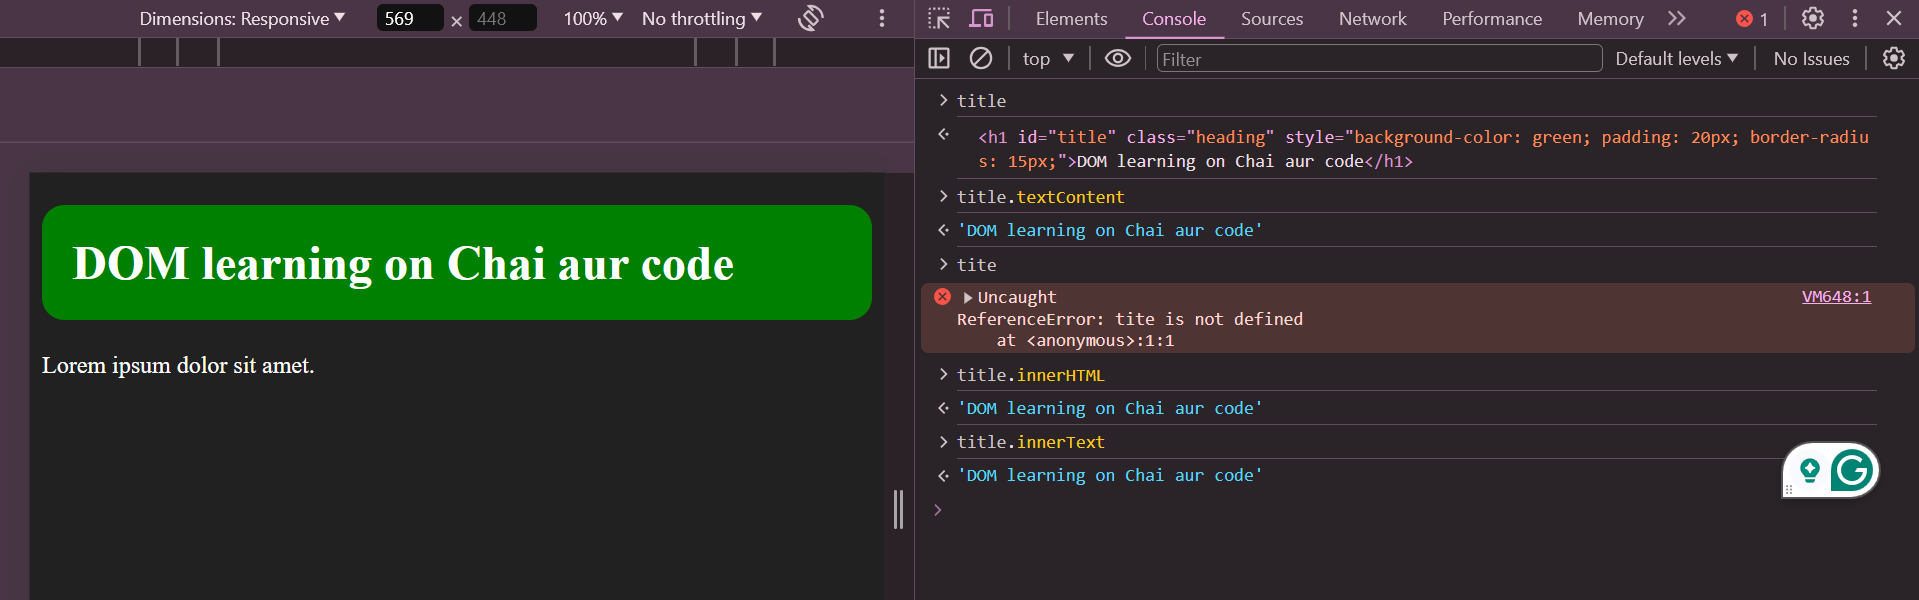 Dimensions: Responsive 569 × 448 100% No throttling
Elements Console Sources Network Performance Memory 1
top Filter Default levels No Issues
title
<h1 id="title" class="heading" style="background-color: green; padding: 20px; border-radiu
s: 15px;">DOM learning on Chai aur code</h1>
title.textContent
'DOM learning on Chai aur code'
tite
Uncaught VM648:1
ReferenceError: tite is not defined
at <anonymous>:1:1
title.innerHTML
'DOM learning on Chai aur code'
title.innerText
'DOM learning on Chai aur code'
DOM learning on Chai aur code
Lorem ipsum dolor sit amet.